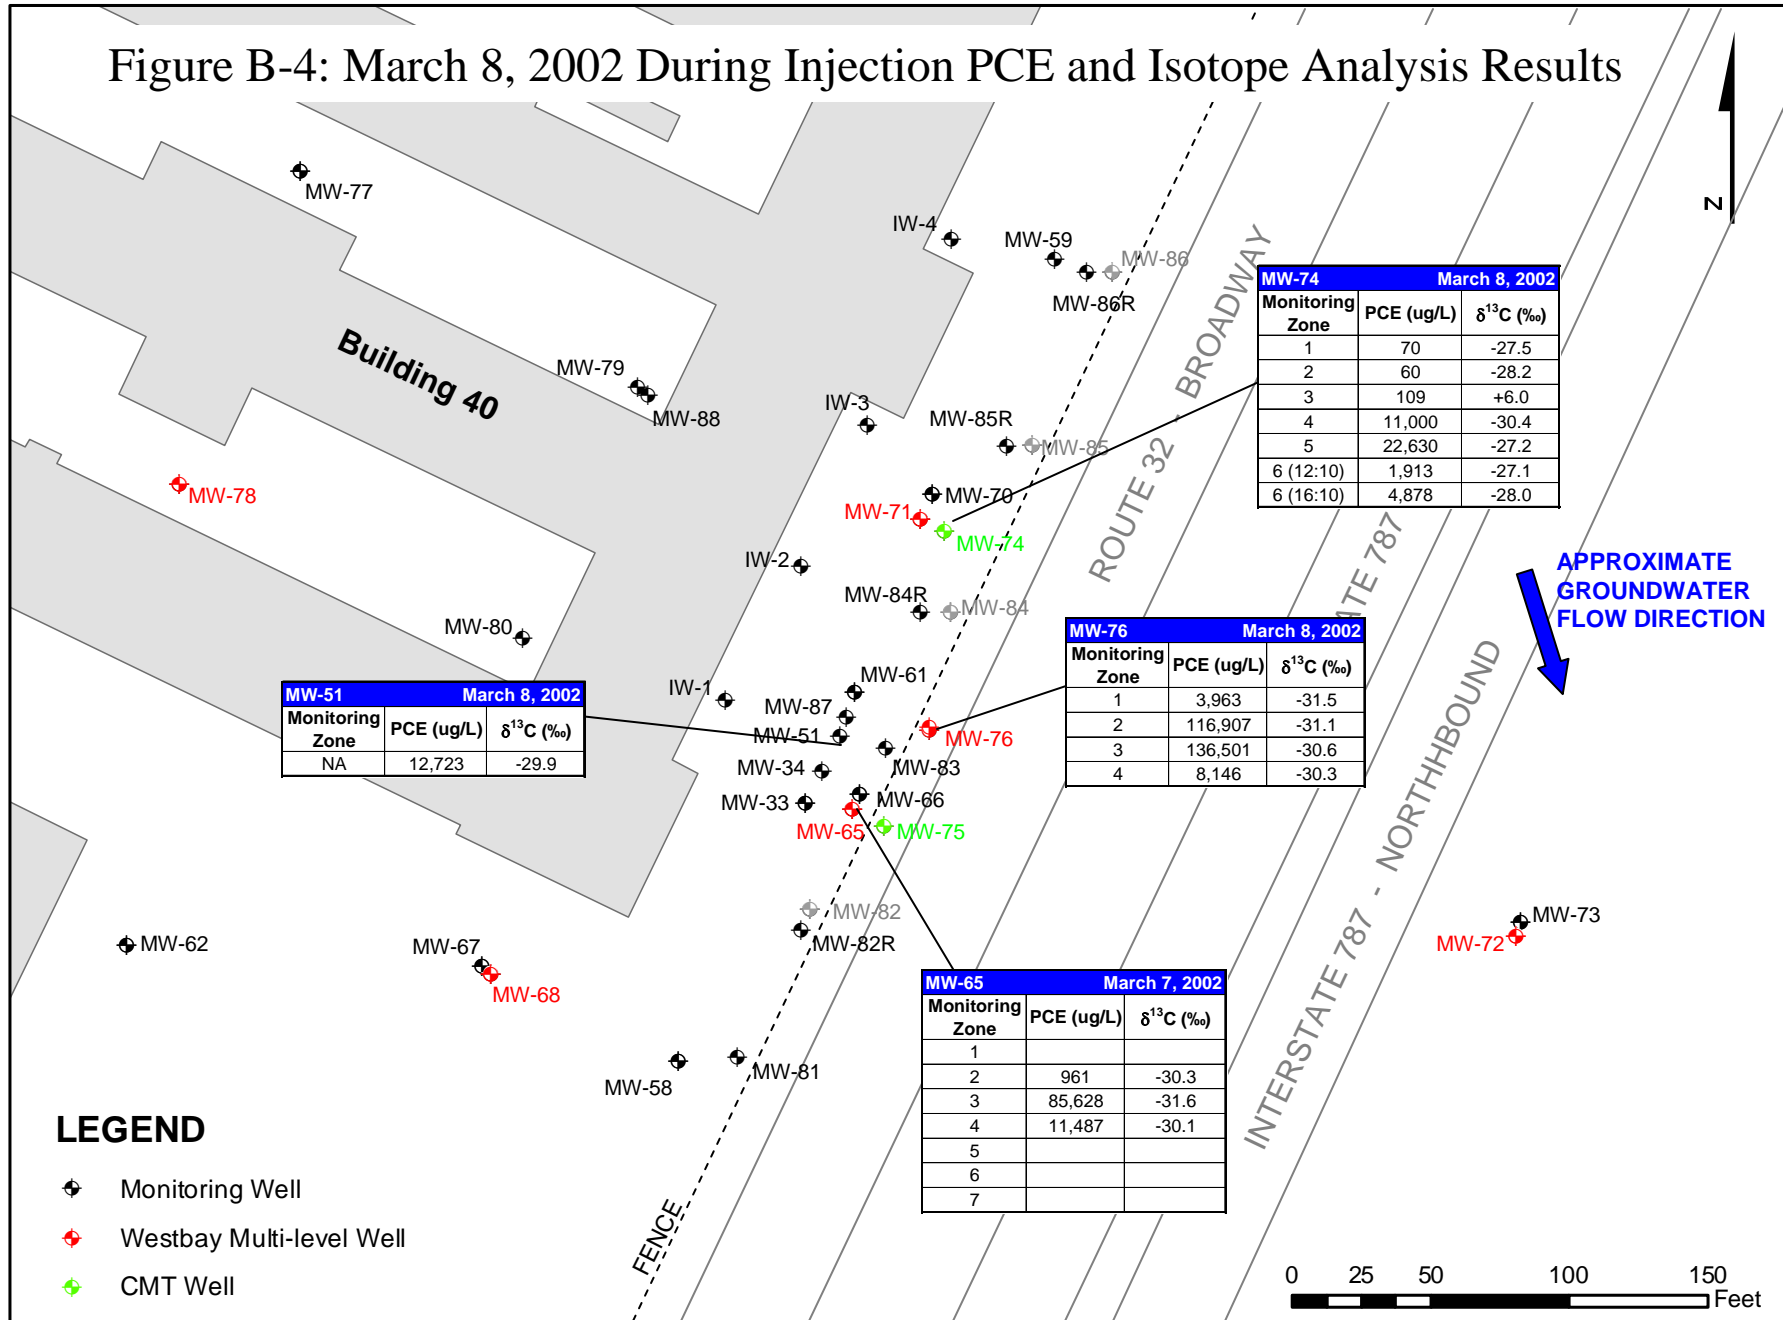 Figure B-4: March 8, 2002 During Injection PCE and Isotope Analysis Results
N
MW-77
IW-4
MW-59
MW-86
MW-86R
Building 40
MW-79
MW-88
IW-3
MW-85R
MW-85
MW-78
MW-70
MW-71
MW-74
IW-2
MW-84R
MW-84
MW-80
MW-61
IW-1
MW-87
MW-51
MW-76
MW-34
MW-83
MW-33
MW-66
MW-65
MW-75
MW-82
MW-82R
MW-62
MW-67
MW-68
MW-73
MW-72
MW-58
MW-81
ROUTE 32 - BROADWAY
ATE 787
INTERSTATE 787 - NORTHHBOUND
FENCE
APPROXIMATE
GROUNDWATER
FLOW DIRECTION
MW-74 March 8, 2002
Monitoring Zone PCE (ug/L) δ13C (‰)
1 70 -27.5
2 60 -28.2
3 109 +6.0
4 11,000 -30.4
5 22,630 -27.2
6 (12:10) 1,913 -27.1
6 (16:10) 4,878 -28.0
MW-76 March 8, 2002
Monitoring Zone PCE (ug/L) δ13C (‰)
1 3,963 -31.5
2 116,907 -31.1
3 136,501 -30.6
4 8,146 -30.3
MW-51 March 8, 2002
Monitoring Zone PCE (ug/L) δ13C (‰)
NA 12,723 -29.9
MW-65 March 7, 2002
Monitoring Zone PCE (ug/L) δ13C (‰)
1
2 961 -30.3
3 85,628 -31.6
4 11,487 -30.1
5
6
7
LEGEND
Monitoring Well
Westbay Multi-level Well
CMT Well
0 25 50 100 150
Feet